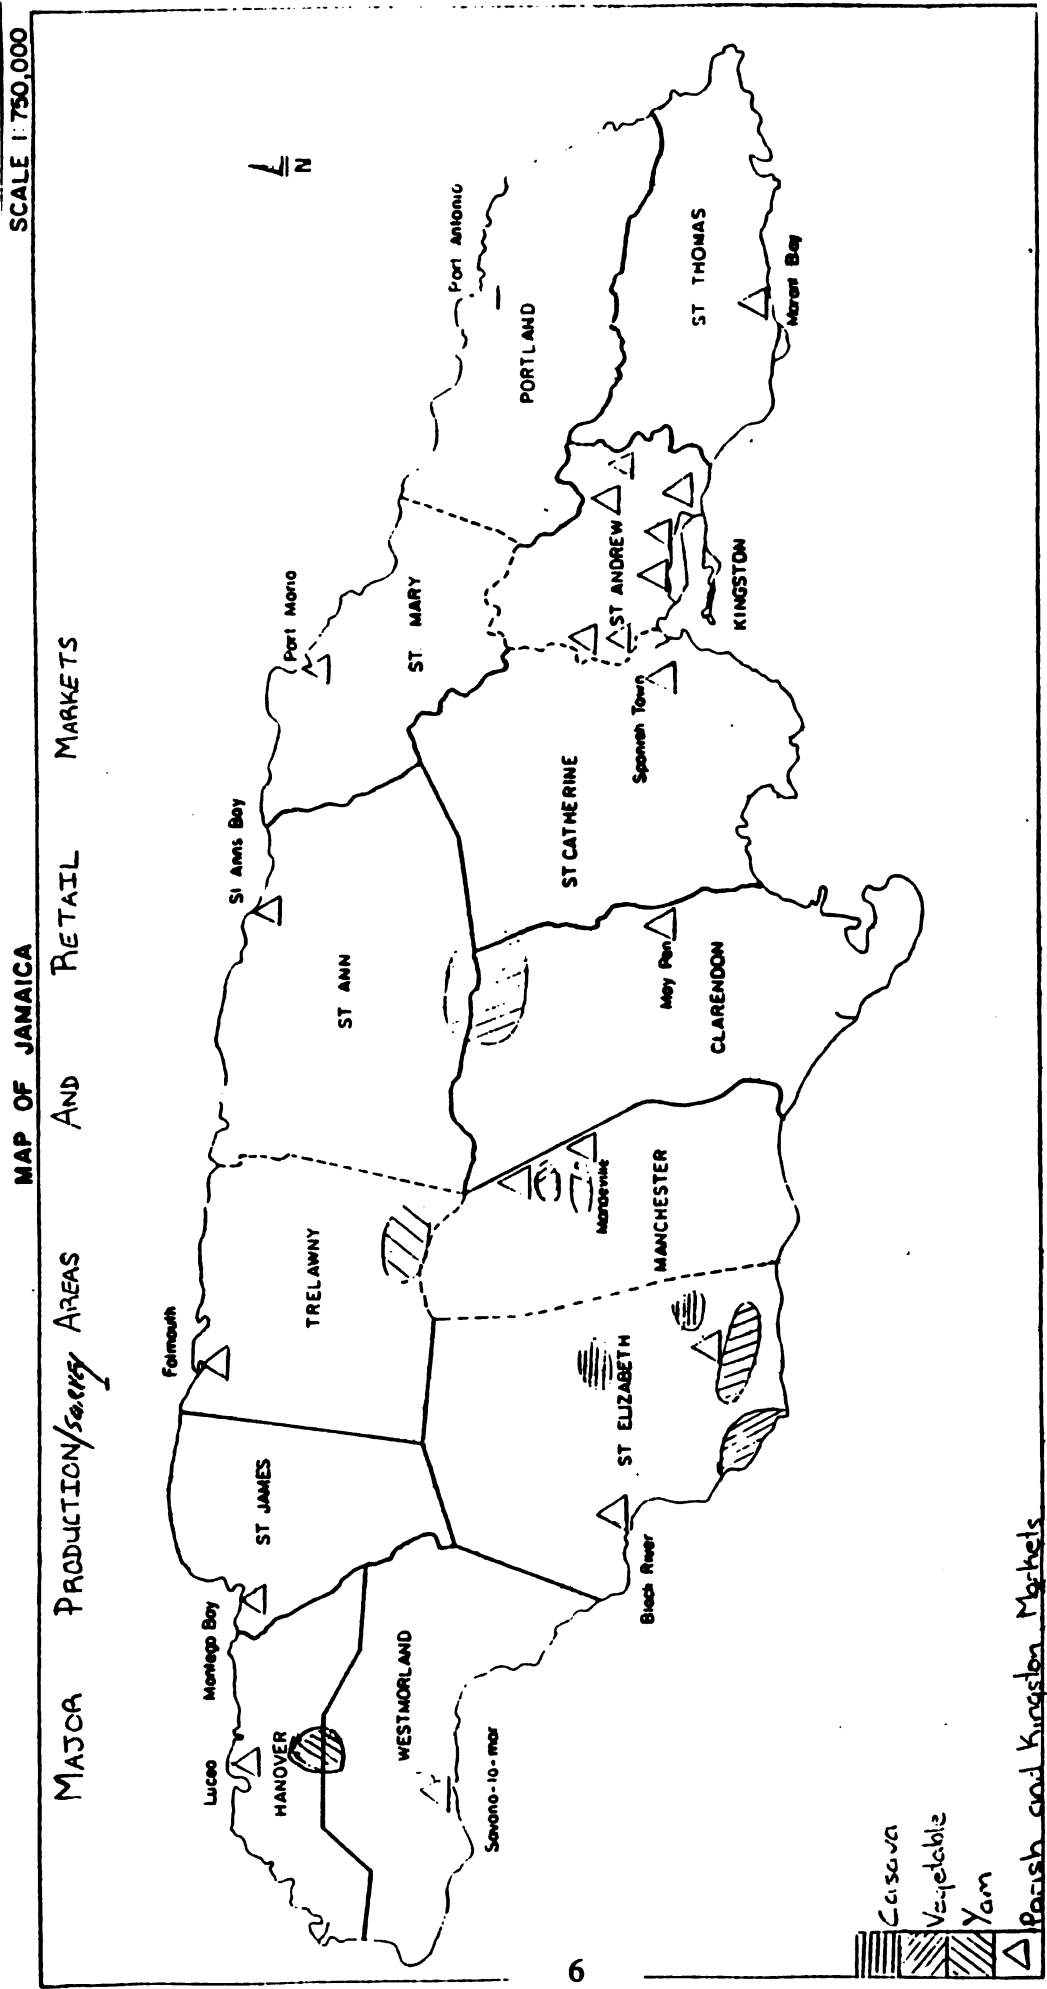 MAP OF JAMAICA
SCALE 1:750,000
MAJOR PRODUCTION/SURVEY AREAS AND RETAIL MARKETS
N
Lucea
Montego Bay
Falmouth
St Anns Bay
Port Maria
Port Antonio
HANOVER
ST JAMES
TRELAWNY
ST ANN
ST MARY
PORTLAND
WESTMORLAND
Savana-la-mar
Black River
ST ELIZABETH
MANCHESTER
Mandeville
CLARENDON
May Pen
ST CATHERINE
Spanish Town
ST ANDREW
KINGSTON
ST THOMAS
Morant Bay
Casava
Vegetable
Yam
Parish and Kingston Markets
6